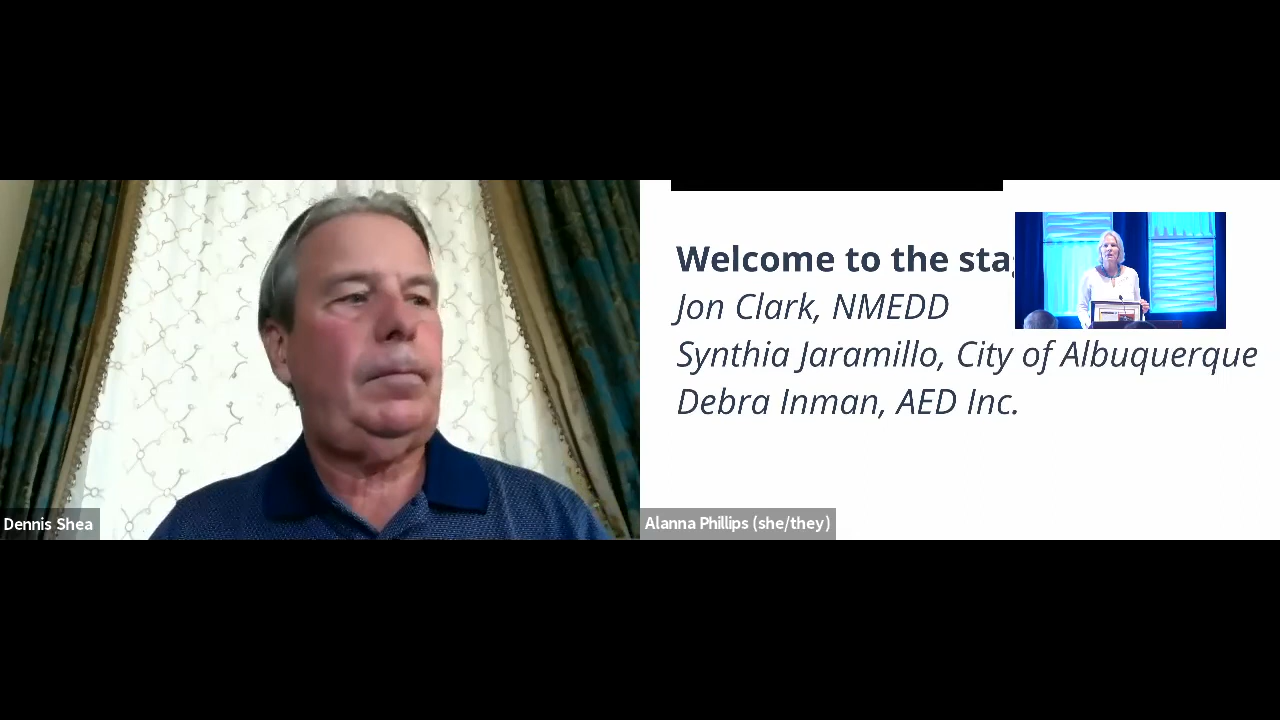 Welcome to the sta
Jon Clark, NMEDD
Synthia Jaramillo, City of Albuquerque
Debra Inman, AED Inc.
Dennis Shea
Alanna Phillips (she/they)